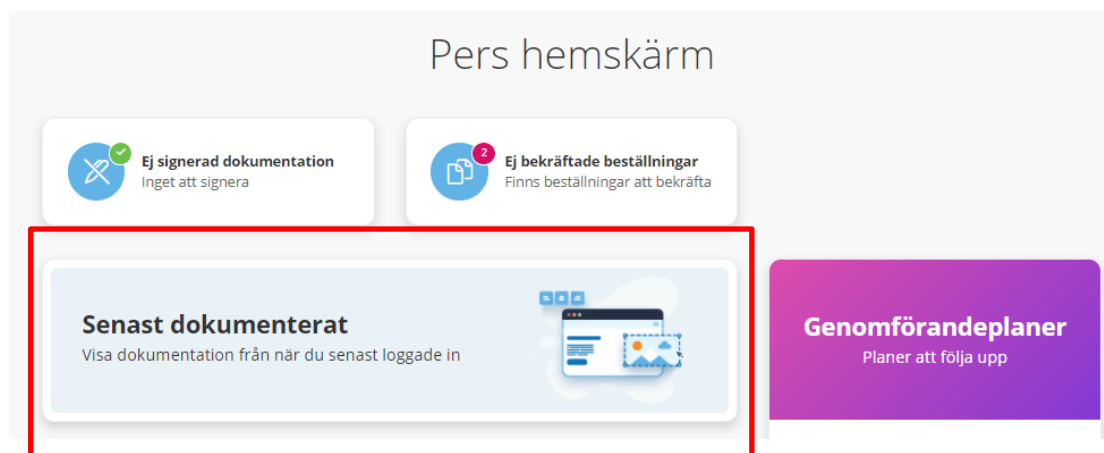 Pers hemskärm
Ej signerad dokumentation
Inget att signera
2
Ej bekräftade beställningar
Finns beställningar att bekräfta
Senast dokumenterat
Visa dokumentation från när du senast loggade in
Genomförandeplaner
Planer att följa upp